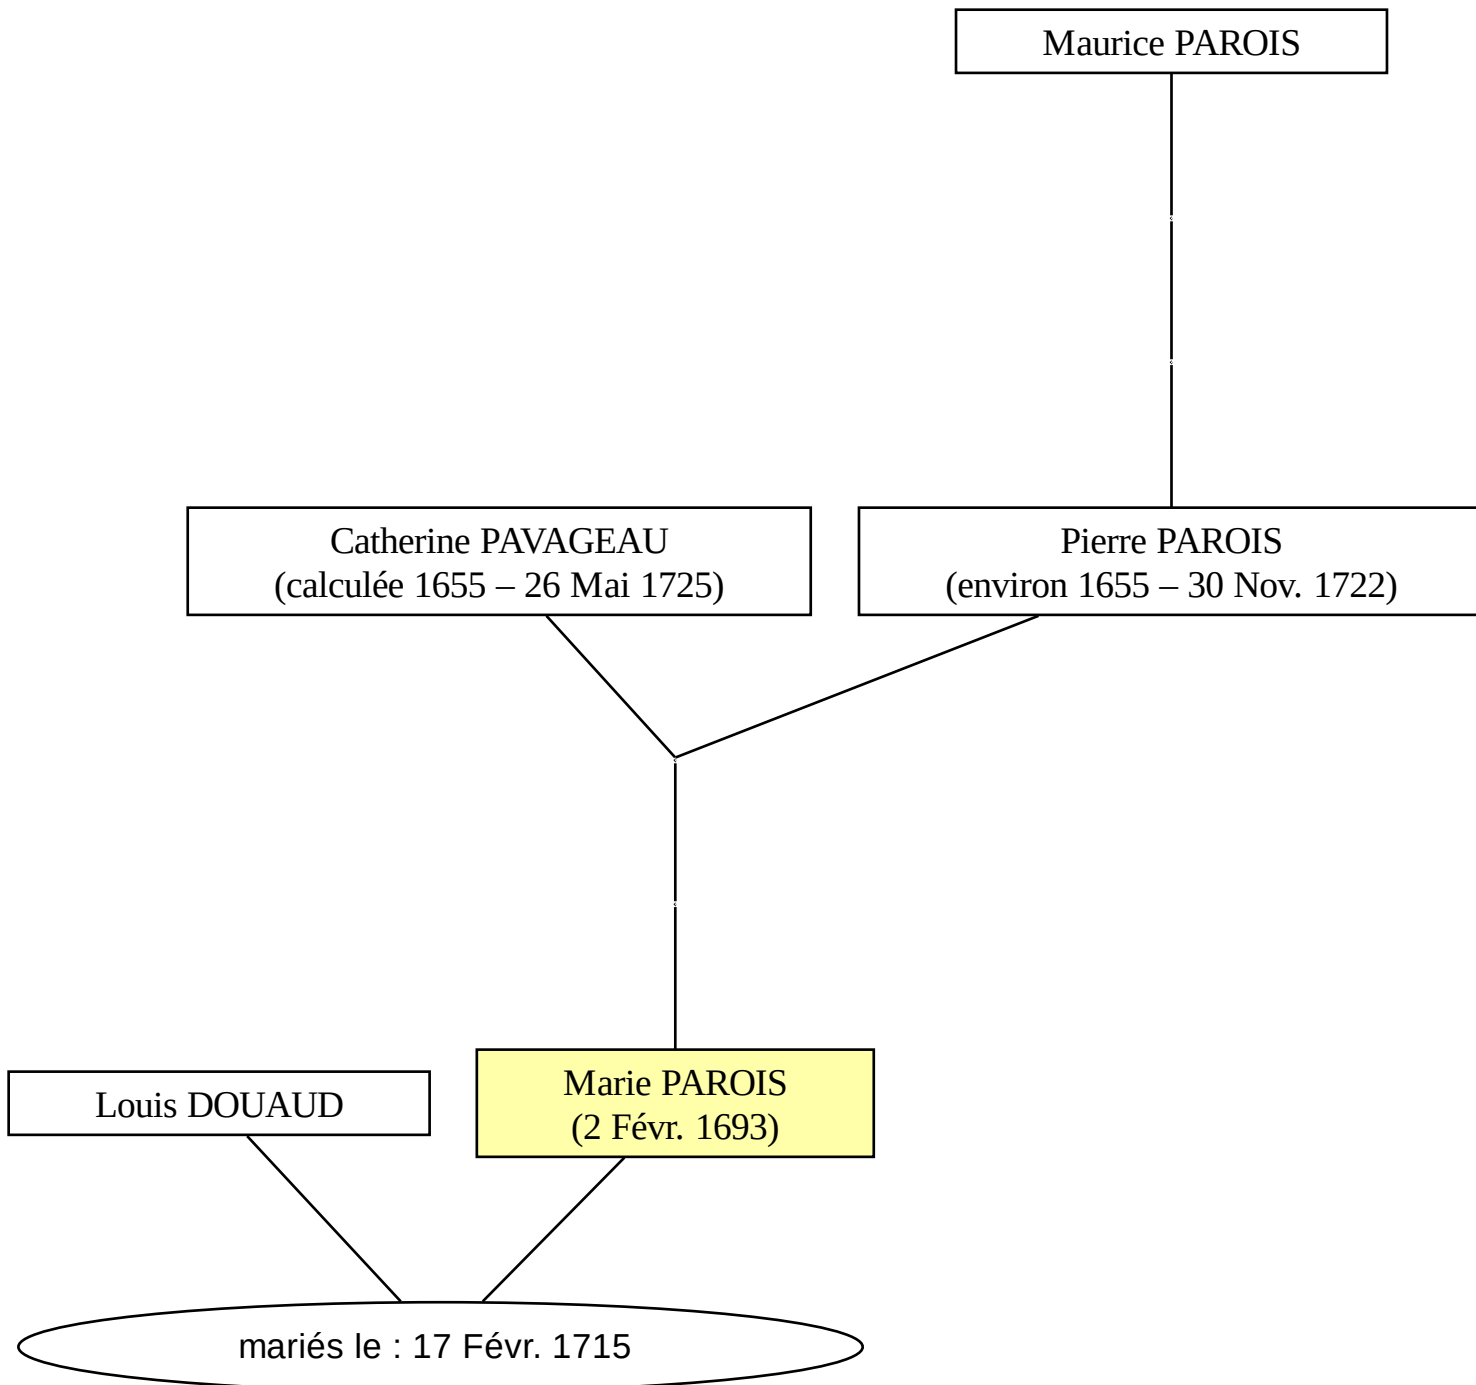 Maurice PAROIS
Catherine PAVAGEAU
(calculée 1655 – 26 Mai 1725)
Pierre PAROIS
(environ 1655 – 30 Nov. 1722)
Louis DOUAUD
Marie PAROIS
(2 Févr. 1693)
mariés le : 17 Févr. 1715